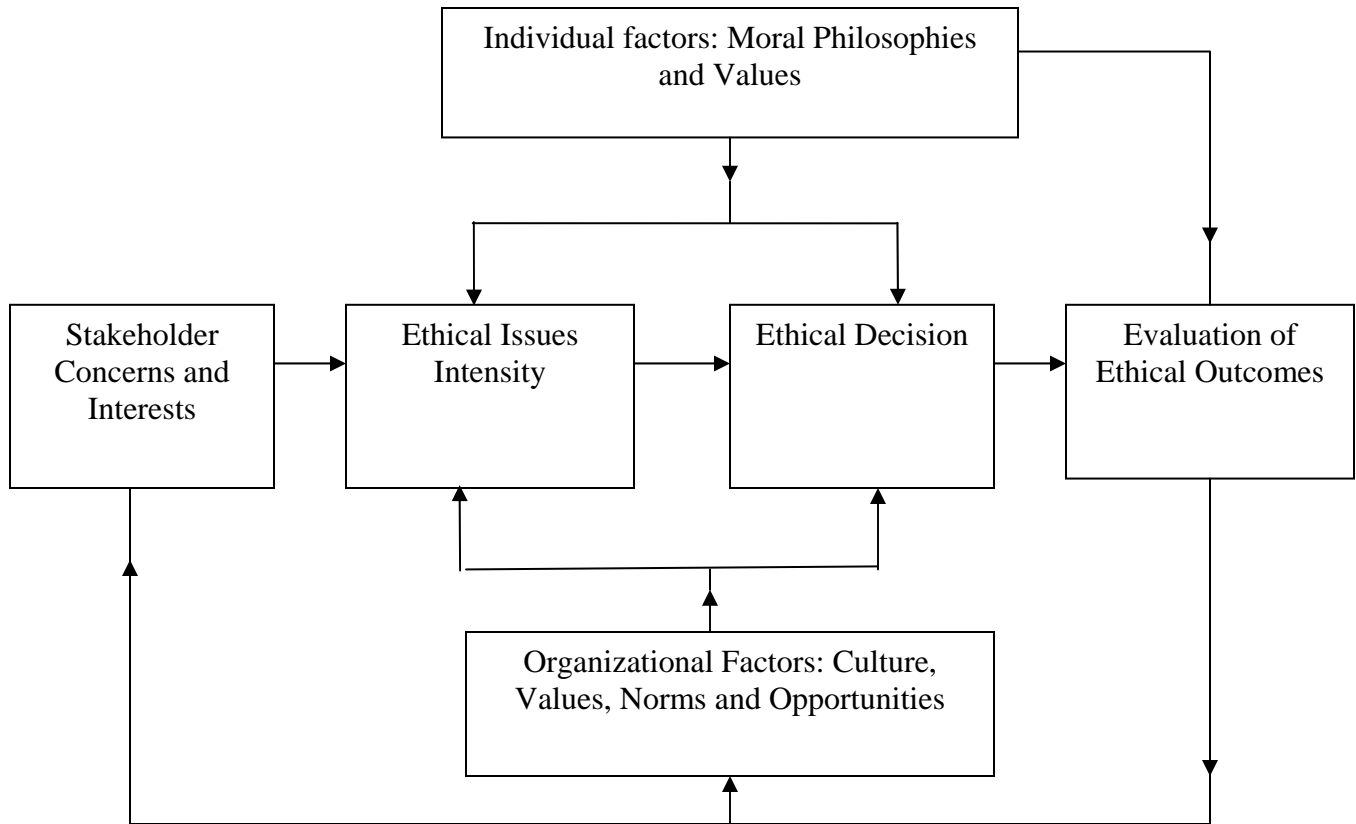 Individual factors: Moral Philosophies
and Values
Stakeholder
Concerns and
Interests
Ethical Issues
Intensity
Ethical Decision
Evaluation of
Ethical Outcomes
Organizational Factors: Culture,
Values, Norms and Opportunities